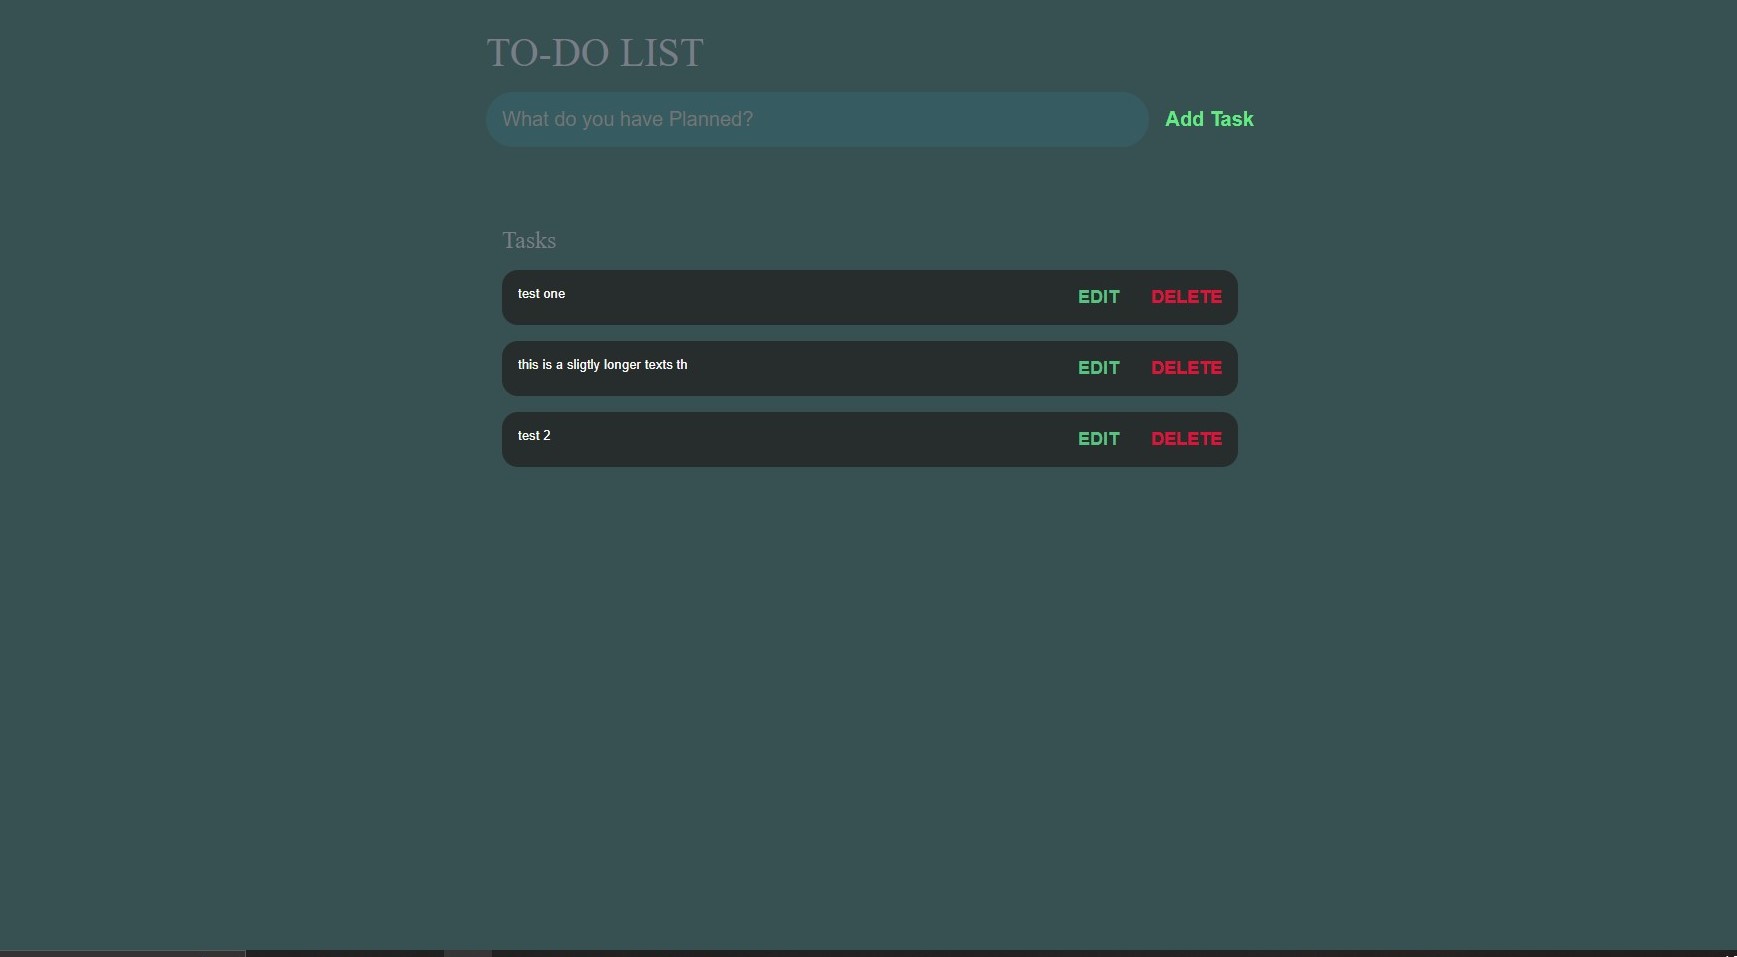 TO-DO LIST
What do you have Planned?
Add Task
Tasks
test one
EDIT
DELETE
this is a sligtly longer texts th
EDIT
DELETE
test 2
EDIT
DELETE